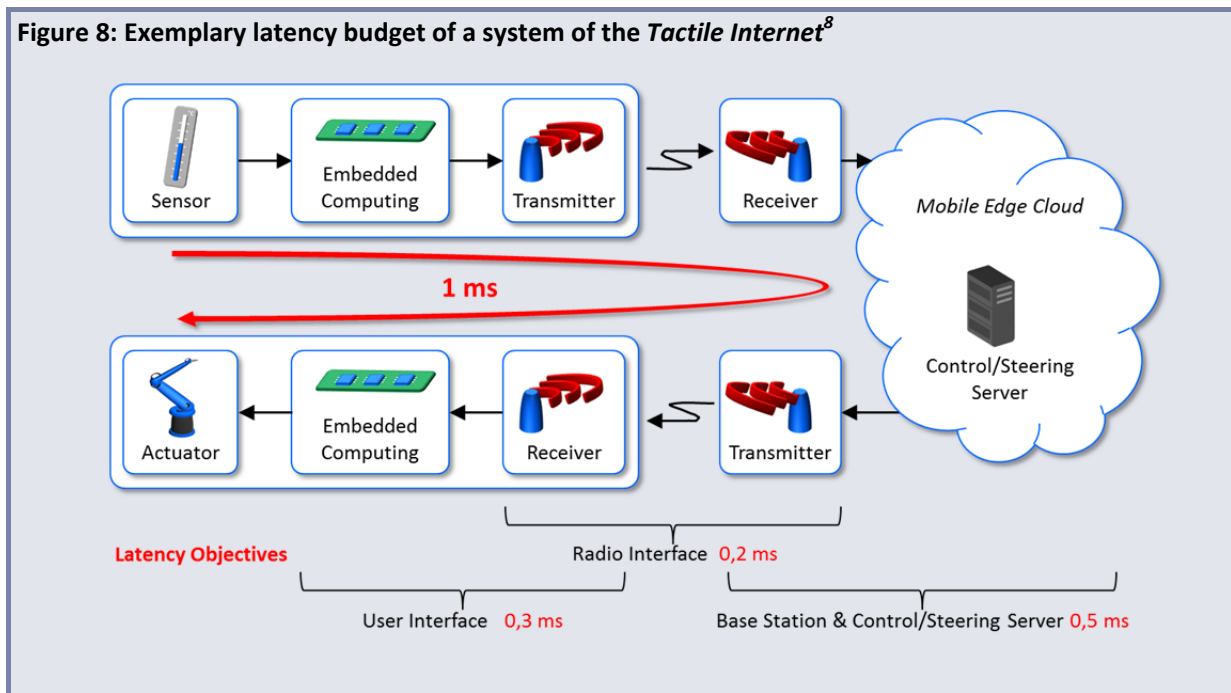 Figure 8: Exemplary latency budget of a system of the Tactile Internet8
Sensor
Embedded
Computing
Transmitter
Receiver
Mobile Edge Cloud
1 ms
Control/Steering
Server
Actuator
Embedded
Computing
Receiver
Transmitter
Latency Objectives
Radio Interface 0,2 ms
User Interface 0,3 ms
Base Station & Control/Steering Server 0,5 ms